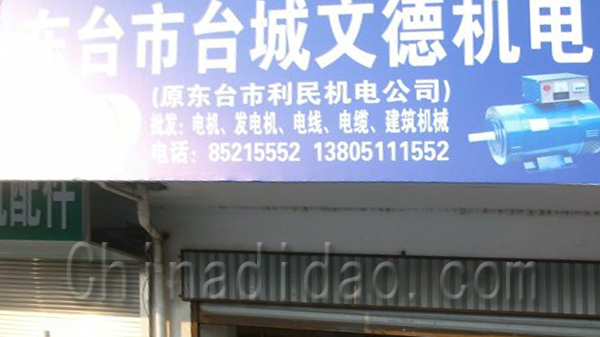 东台市台城文德机电
(原东台市利民机电公司)
批发：电机、发电机、电线、电缆、建筑机械
电话：85215552 13805111552
配件
Chinadidao.com